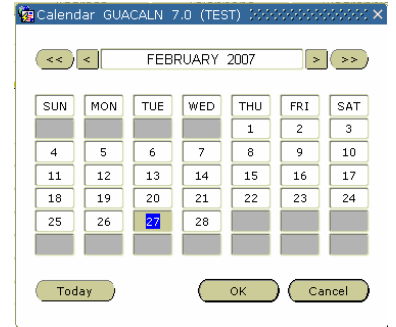 Calendar GUACALN 7.0 (TEST) X
<< < FEBRUARY 2007 > >>
SUN MON TUE WED THU FRI SAT
1 2 3
4 5 6 7 8 9 10
11 12 13 14 15 16 17
18 19 20 21 22 23 24
25 26 27 28
Today OK Cancel